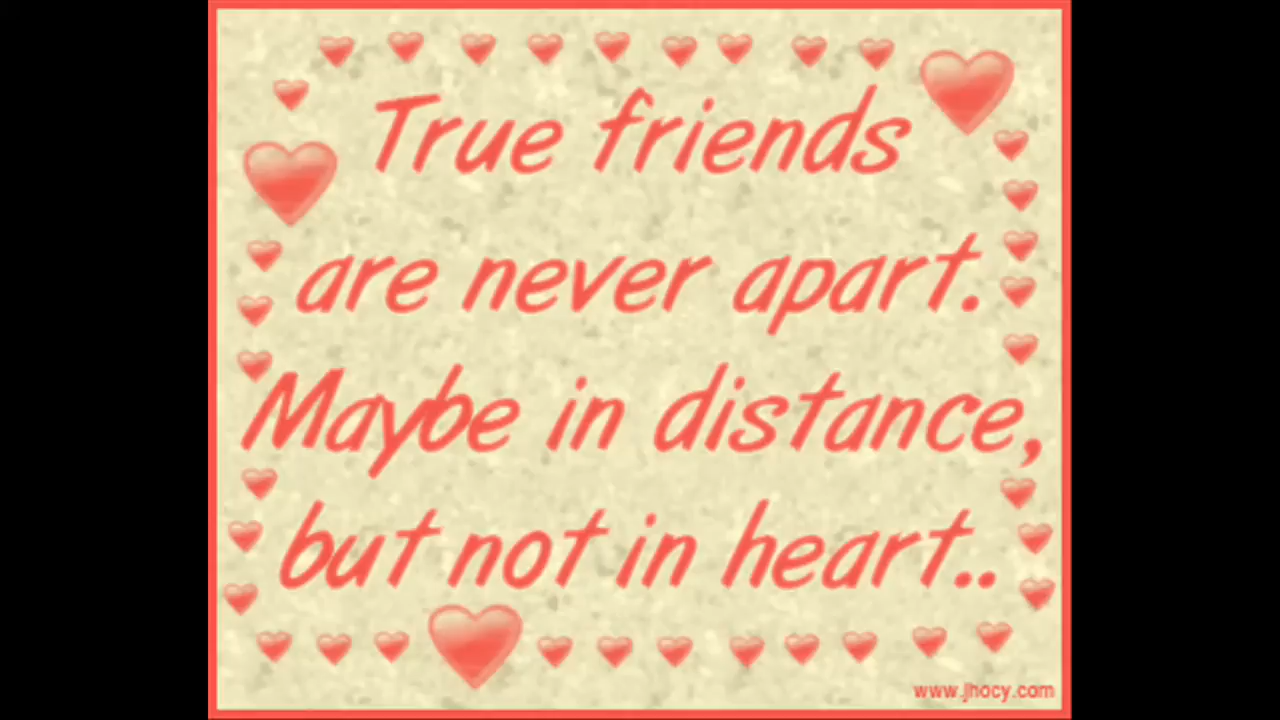 True friends
are never apart.
Maybe in distance,
but not in heart..
www.jhocy.com